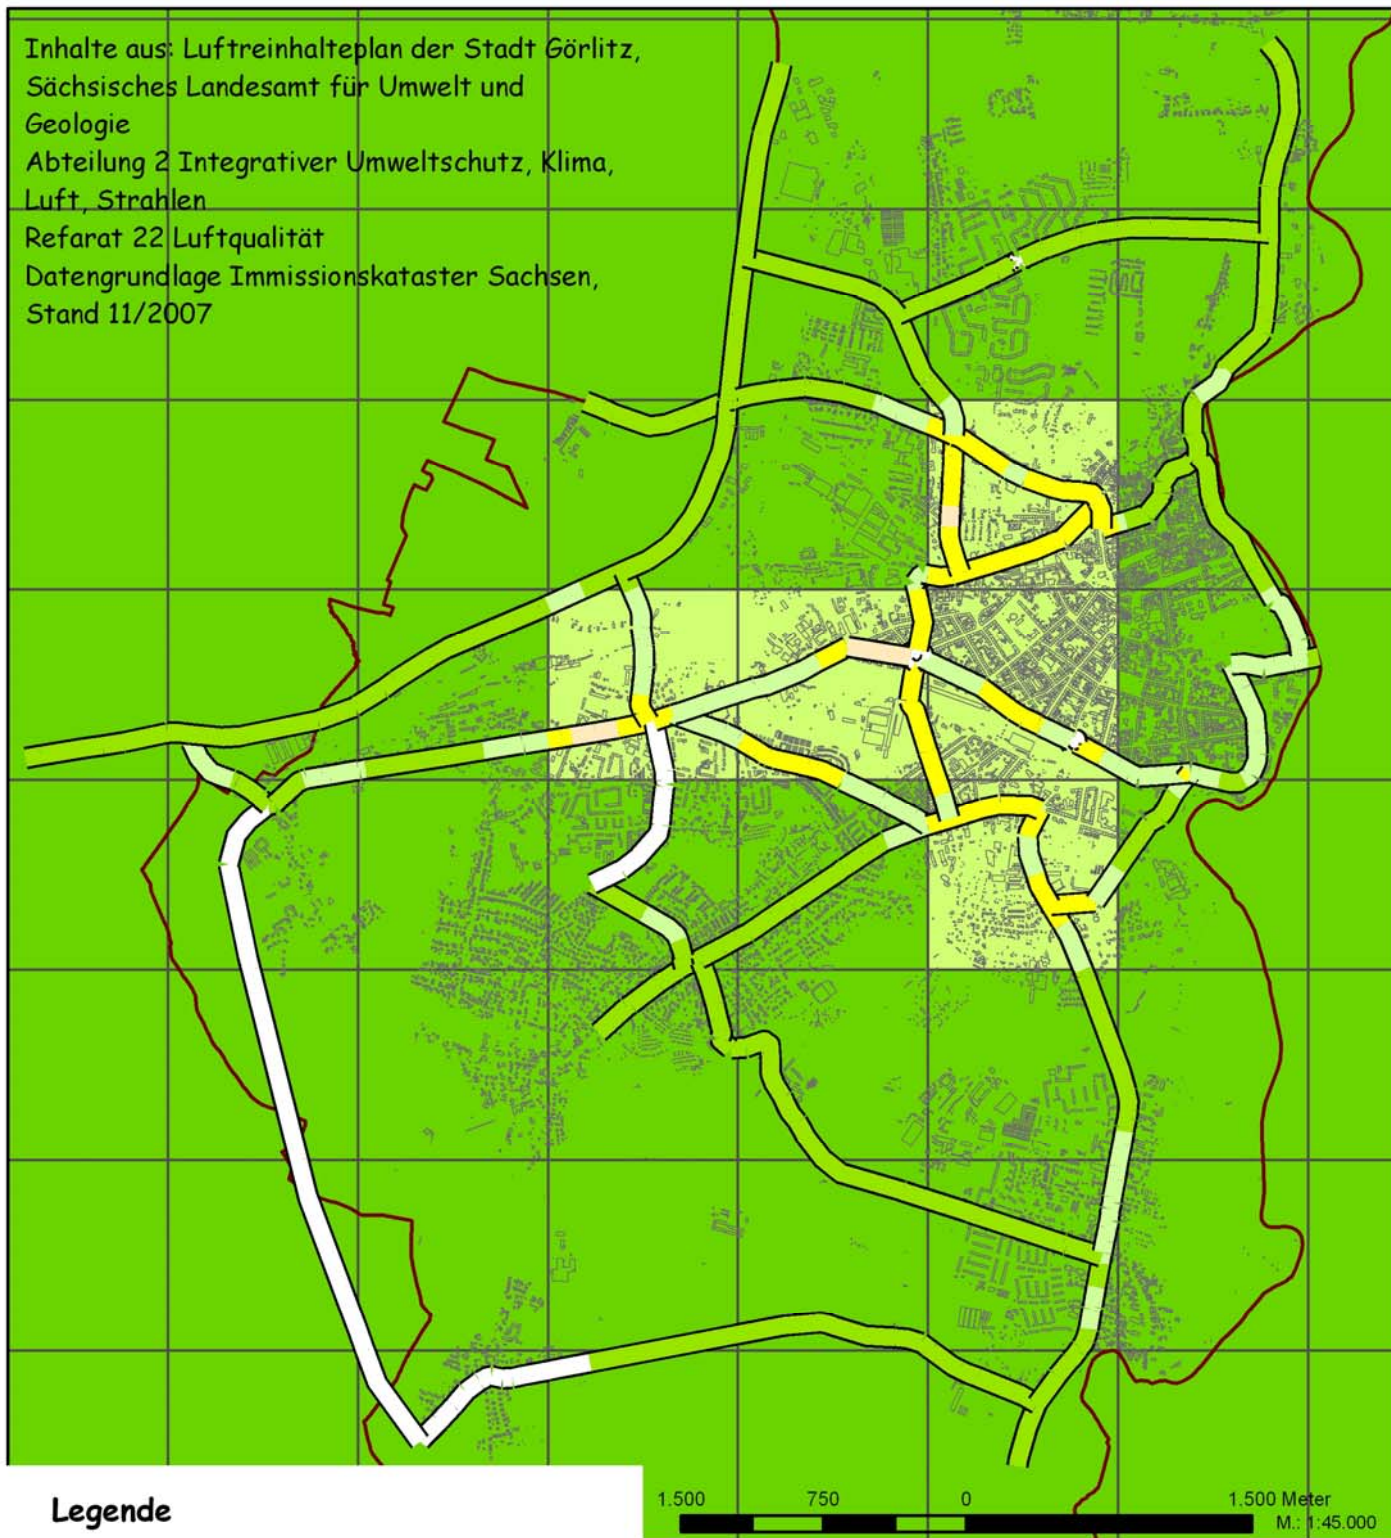 Inhalte aus: Luftreinhalteplan der Stadt Görlitz,
Sächsisches Landesamt für Umwelt und
Geologie
Abteilung 2 Integrativer Umweltschutz, Klima,
Luft, Strahlen
Refarat 22 Luftqualität
Datengrundlage Immissionskataster Sachsen,
Stand 11/2007
Legende
1.500 750 0 1.500 Meter
M.: 1:45.000